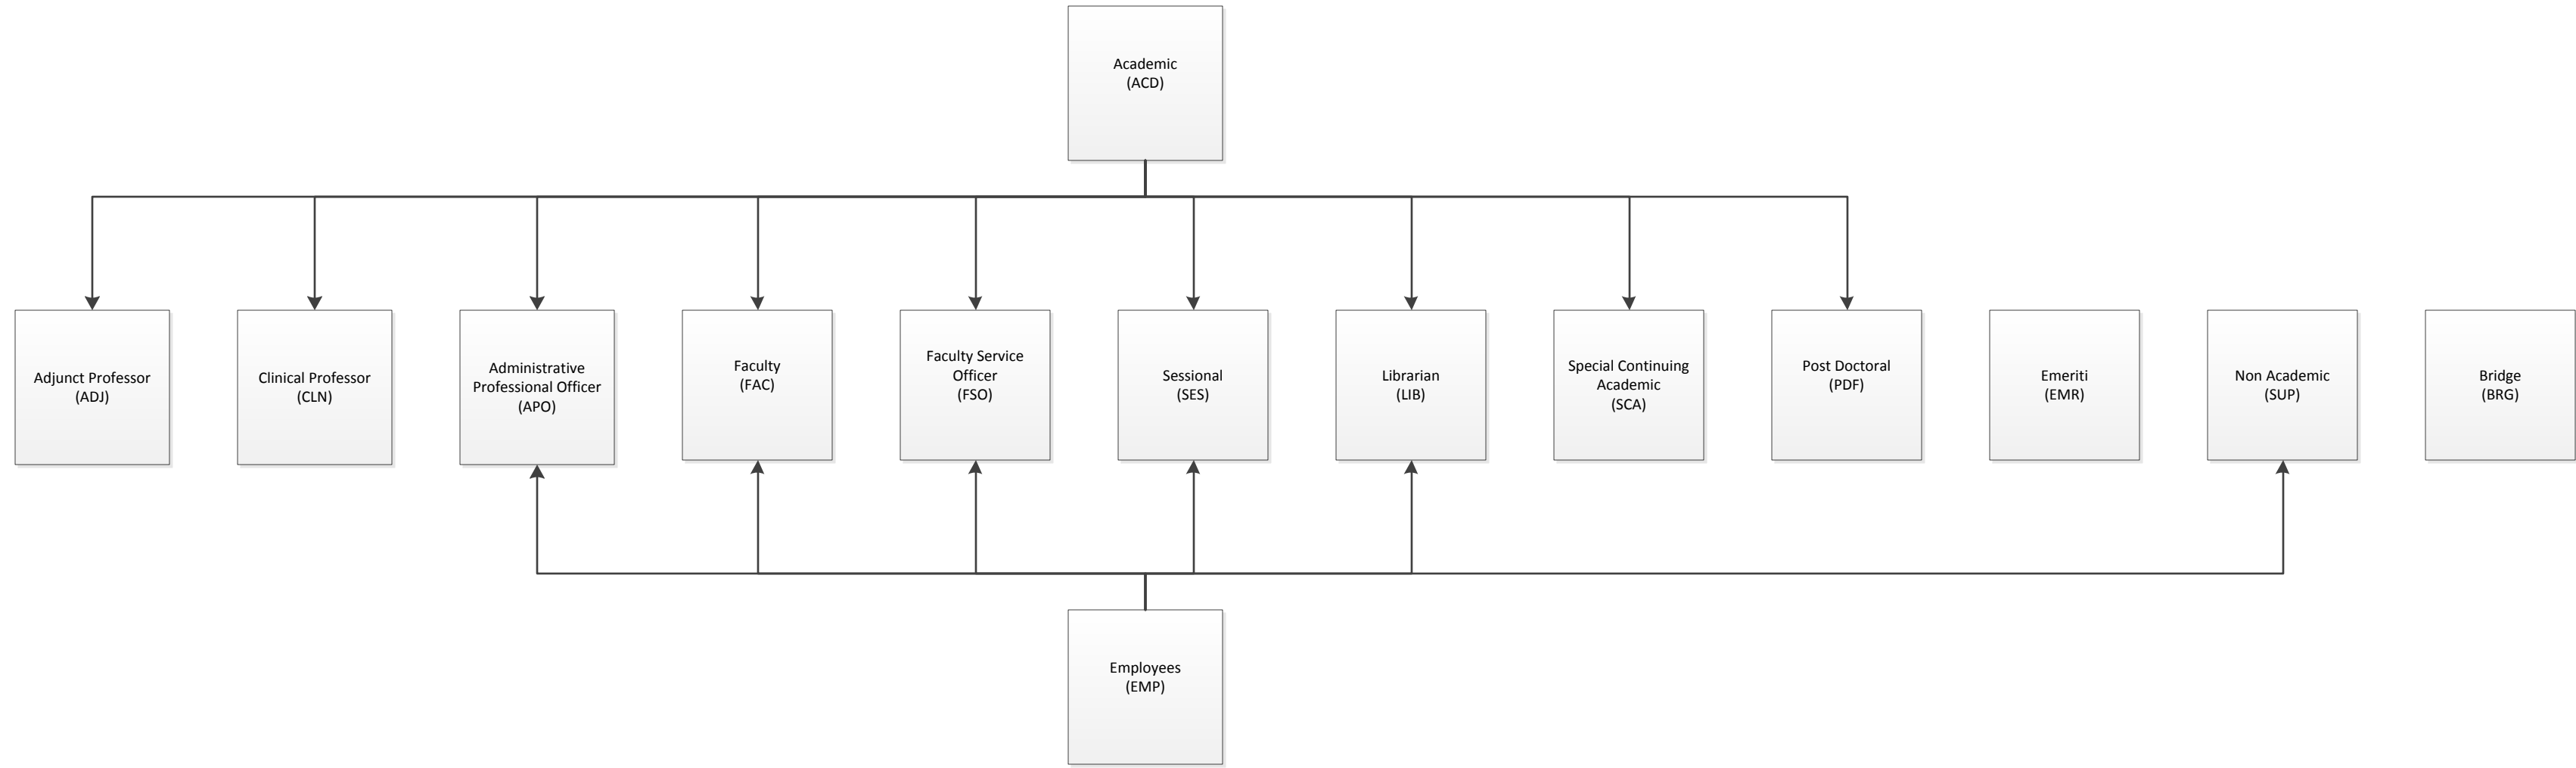 Academic
(ACD)
Adjunct Professor
(ADJ)
Clinical Professor
(CLN)
Administrative
Professional Officer
(APO)
Faculty
(FAC)
Faculty Service
Officer
(FSO)
Sessional
(SES)
Librarian
(LIB)
Special Continuing
Academic
(SCA)
Post Doctoral
(PDF)
Emeriti
(EMR)
Non Academic
(SUP)
Bridge
(BRG)
Employees
(EMP)